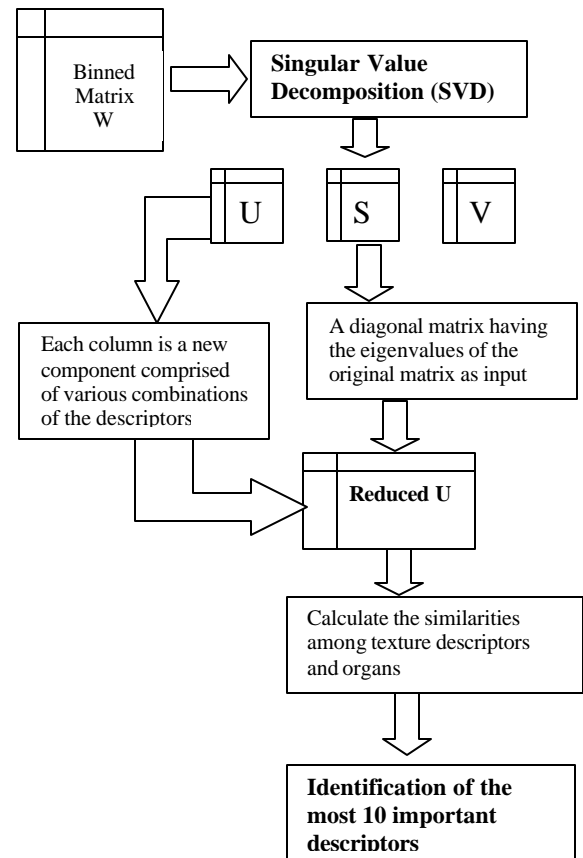 Binned
Matrix
W
Singular Value
Decomposition (SVD)
U
S
V
Each column is a new
component comprised
of various combinations
of the descriptors
A diagonal matrix having
the eigenvalues of the
original matrix as input
Reduced U
Calculate the similarities
among texture descriptors
and organs
Identification of the
most 10 important
descriptors